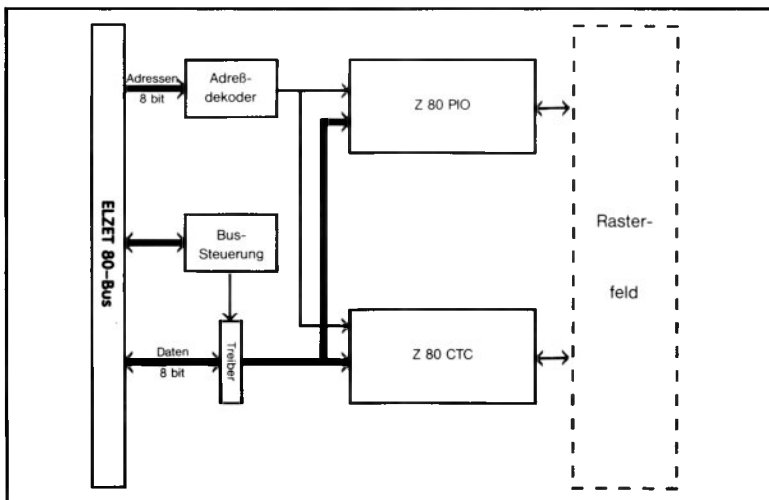 ELZET 80-Bus
Adressen
8 bit
Adreß-
dekoder
Z 80 PIO
Bus-
Steuerung
Daten
8 bit
Treiber
Z 80 CTC
Raster-
feld